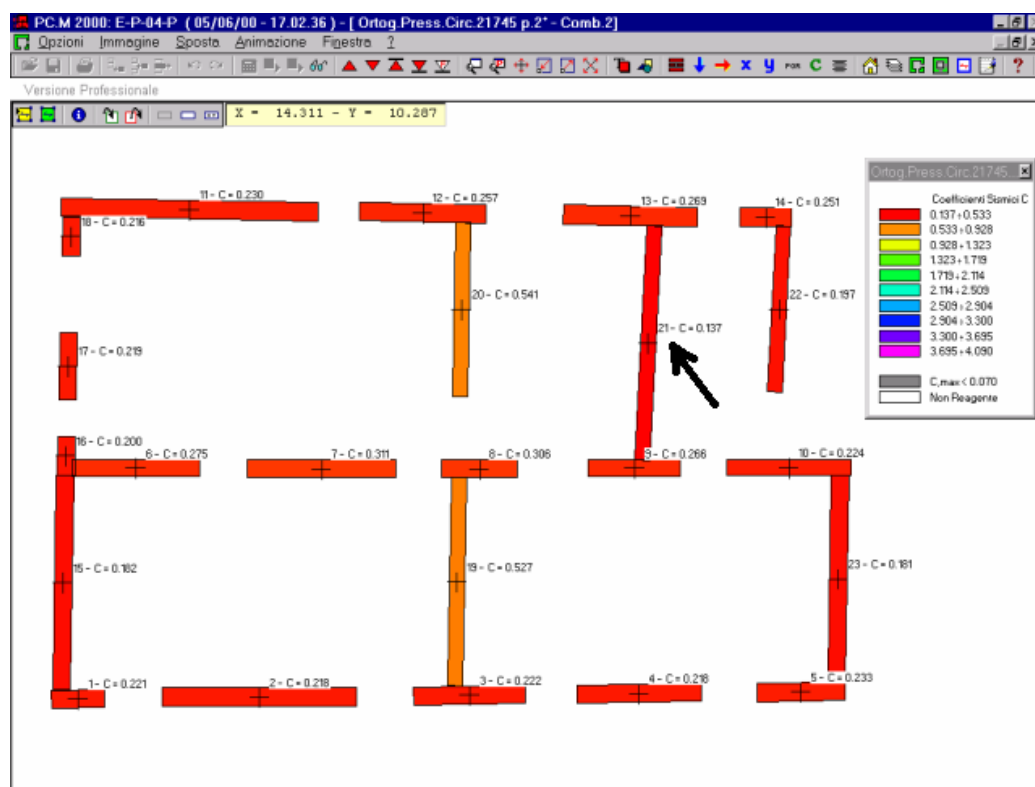 PC.M 2000: E-P-04-P ( 05/06/00 - 17.02.36 ) - [ Ortog.Press.Circ.21745 p.2° - Comb.2]
Opzioni Immagine Sposta Animazione Finestra ?
x y FOR C ?
Versione Professionale
X = 14.311 - Y = 10.287
Ortog.Press.Circ.21745...
Coefficienti Sismici C
0.137÷0.533
0.533÷0.928
0.928÷1.323
1.323÷1.719
1.719÷2.114
2.114÷2.509
2.509÷2.904
2.904÷3.300
3.300÷3.695
3.695÷4.090
C,max < 0.070
Non Reagente
11 - C = 0.230
12 - C = 0.257
13 - C = 0.269
14 - C = 0.251
18 - C = 0.216
20 - C = 0.541
22 - C = 0.197
21 - C = 0.137
17 - C = 0.219
16 - C = 0.200
6 - C = 0.275
7 - C = 0.311
8 - C = 0.306
9 - C = 0.266
10 - C = 0.224
15 - C = 0.182
19 - C = 0.527
23 - C = 0.181
1 - C = 0.221
2 - C = 0.218
3 - C = 0.222
4 - C = 0.218
5 - C = 0.233